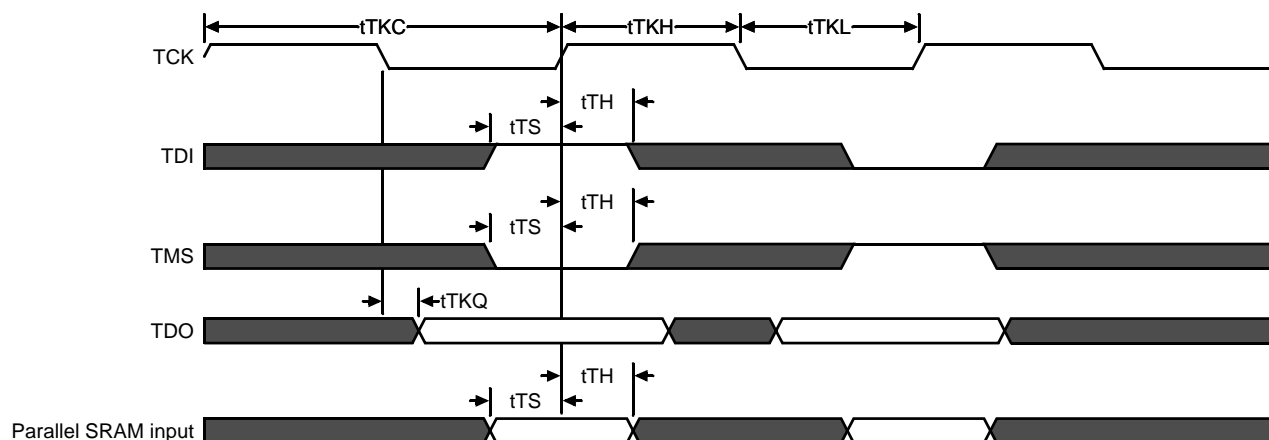 tTKC tTKH tTKL
TCK
tTH
tTS
TDI
tTH
tTS
TMS
tTKQ
TDO
tTH
tTS
Parallel SRAM input